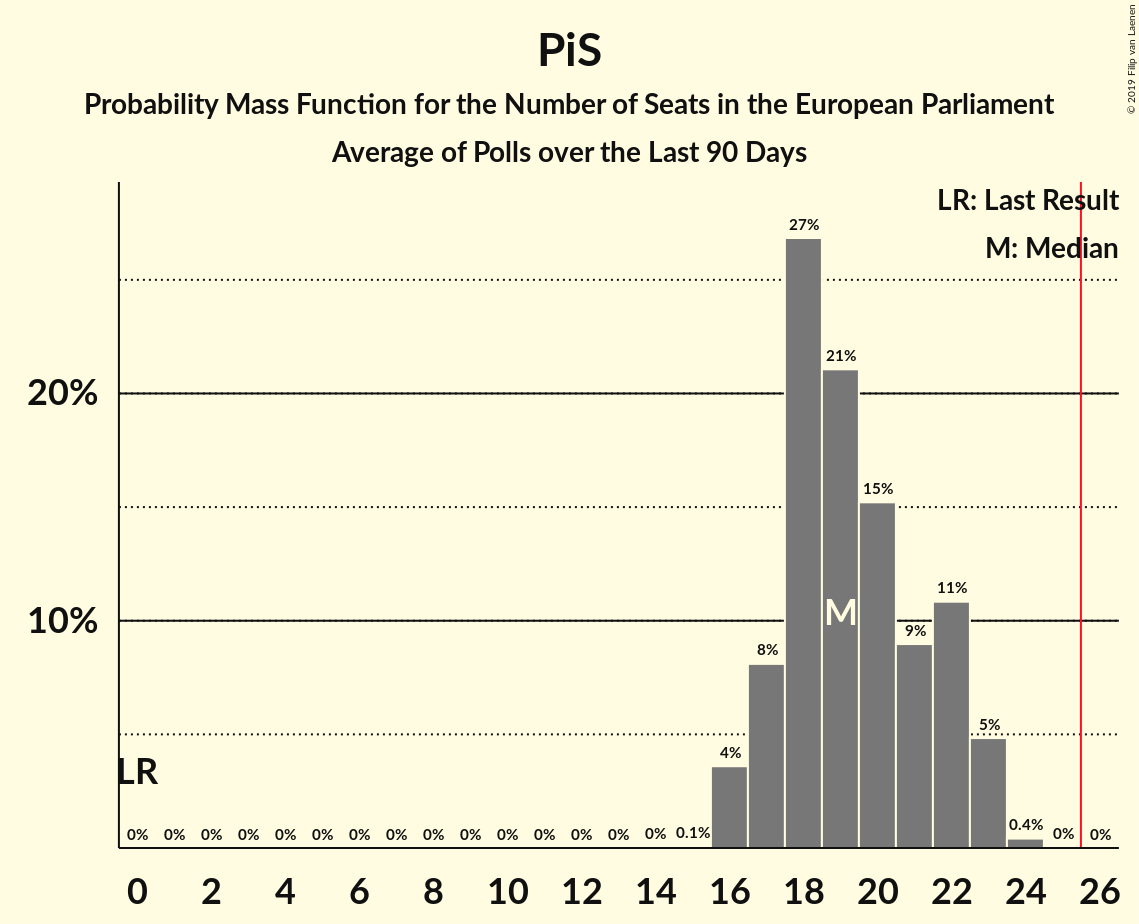 PiS
Probability Mass Function for the Number of Seats in the European Parliament
Average of Polls over the Last 90 Days
© 2019 Filip van Laenen
LR: Last Result
M: Median
20%
10%
27%
21%
15%
11%
9%
8%
5%
4%
M
LR
0% 0% 0% 0% 0% 0% 0% 0% 0% 0% 0% 0% 0% 0% 0% 0.1% 0.4% 0% 0%
0 2 4 6 8 10 12 14 16 18 20 22 24 26